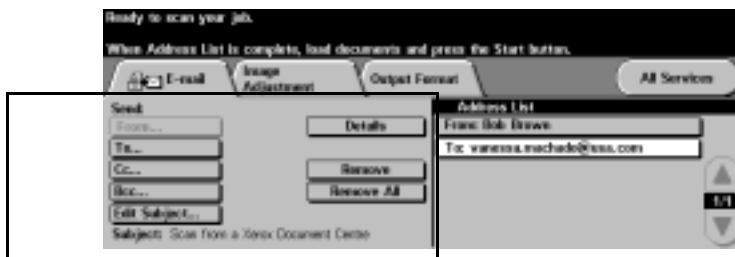 Ready to scan your job.
When Address List is complete, load documents and press the Start button.
E-mail
Image Adjustment
Output Format
All Services
Send:
Address List
From...
Details
From: Bob Brown
To...
To: vanessa.machado@usa.com
Cc...
Remove
Bcc...
Remove All
1/1
Edit Subject...
Subject: Scan from a Xerox Document Centre